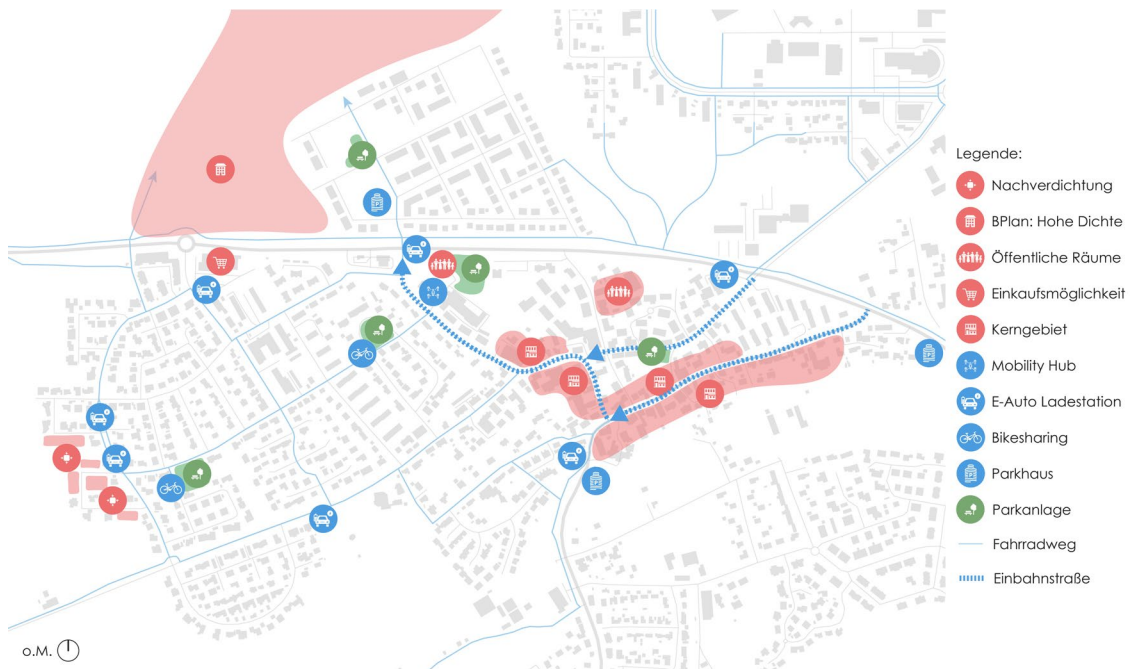 Legende:
Nachverdichtung
BPlan: Hohe Dichte
Öffentliche Räume
Einkaufsmöglichkeit
Kerngebiet
Mobility Hub
E-Auto Ladestation
Bikesharing
Parkhaus
Parkanlage
Fahrradweg
Einbahnstraße
o.M.